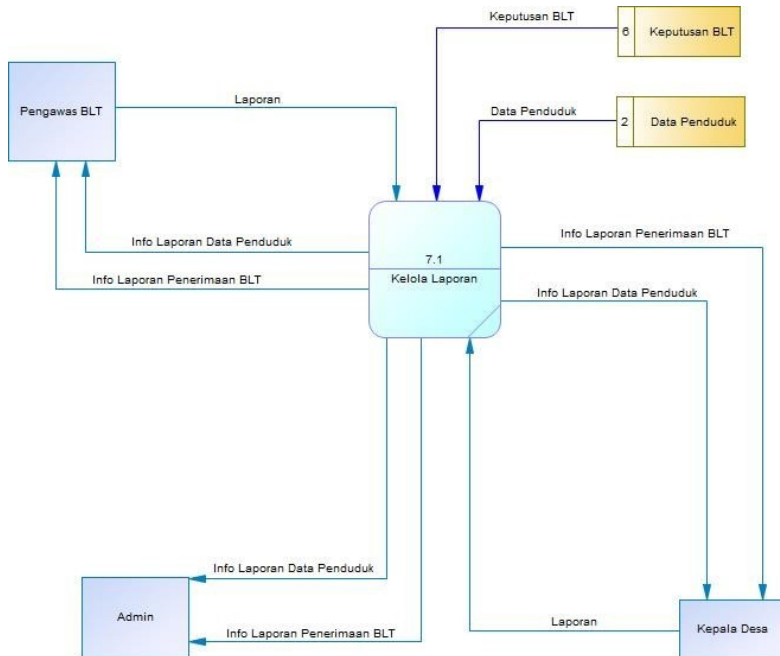 Keputusan BLT
6
Keputusan BLT
Pengawas BLT
Laporan
Data Penduduk
2
Data Penduduk
Info Laporan Data Penduduk
Info Laporan Penerimaan BLT
7.1
Kelola Laporan
Info Laporan Penerimaan BLT
Info Laporan Data Penduduk
Info Laporan Data Penduduk
Admin
Info Laporan Penerimaan BLT
Laporan
Kepala Desa